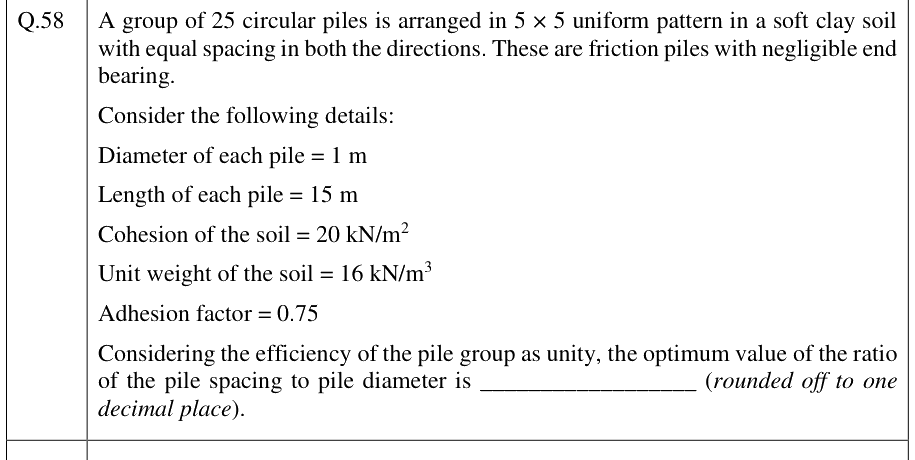 Q.58 A group of 25 circular piles is arranged in 5 × 5 uniform pattern in a soft clay soil
with equal spacing in both the directions. These are friction piles with negligible end
bearing.
Consider the following details:
Diameter of each pile = 1 m
Length of each pile = 15 m
Cohesion of the soil = 20 kN/m²
Unit weight of the soil = 16 kN/m³
Adhesion factor = 0.75
Considering the efficiency of the pile group as unity, the optimum value of the ratio
of the pile spacing to pile diameter is __________________ (rounded off to one
decimal place).